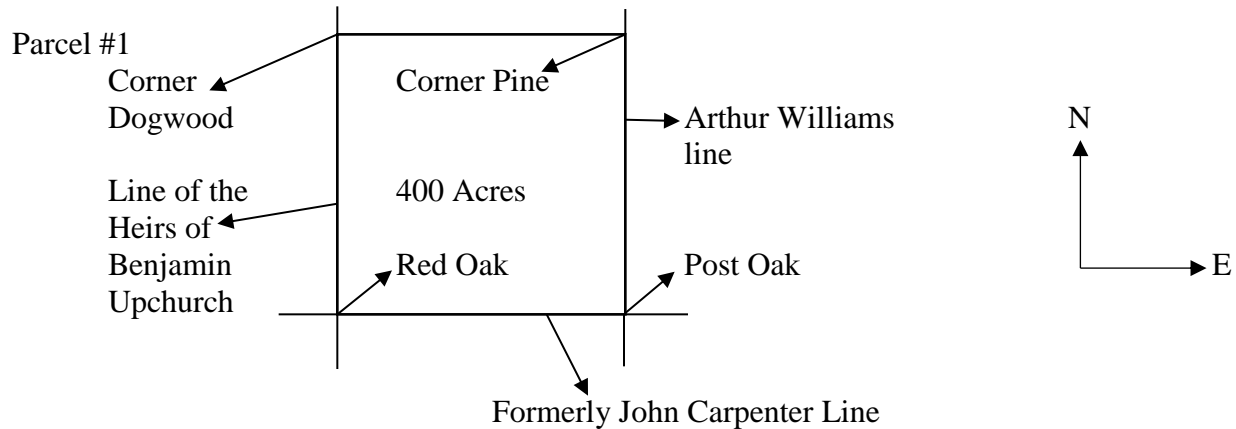 Parcel #1
Corner
Dogwood
Corner Pine
Arthur Williams
line
N
Line of the
Heirs of
Benjamin
Upchurch
400 Acres
Red Oak
Post Oak
E
Formerly John Carpenter Line